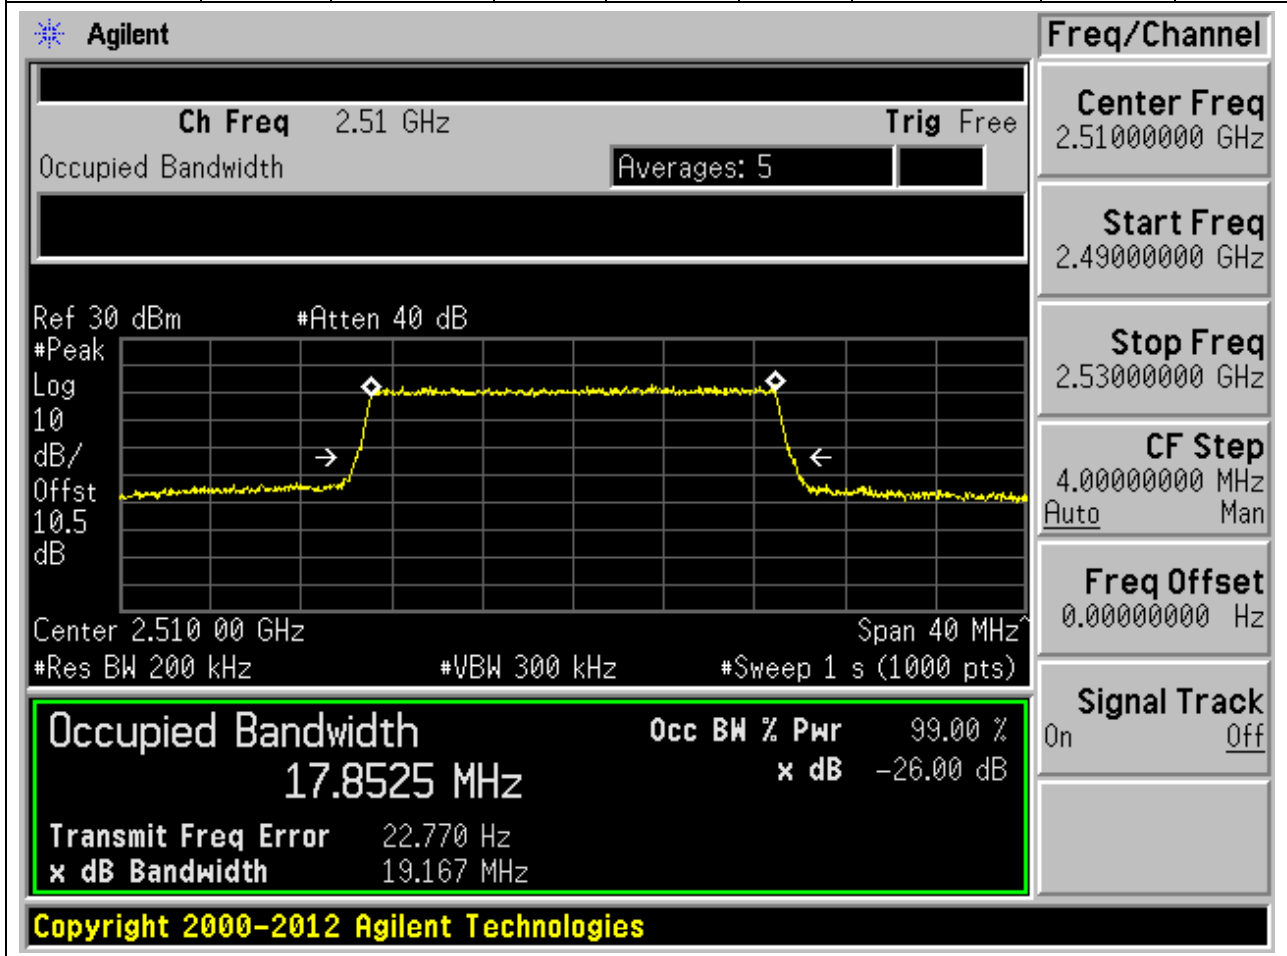 Agilent
Freq/Channel
Ch Freq 2.51 GHz Trig Free
Occupied Bandwidth Averages: 5
Center Freq
2.51000000 GHz
Start Freq
2.49000000 GHz
Stop Freq
2.53000000 GHz
CF Step
4.00000000 MHz
Auto Man
Freq Offset
0.00000000 Hz
Signal Track
On Off
Ref 30 dBm #Atten 40 dB
#Peak
Log
10
dB/
Offst
10.5
dB
Center 2.510 00 GHz Span 40 MHz^
#Res BW 200 kHz #VBW 300 kHz #Sweep 1 s (1000 pts)
Occupied Bandwidth Occ BW % Pwr 99.00 %
17.8525 MHz x dB -26.00 dB
Transmit Freq Error 22.770 Hz
x dB Bandwidth 19.167 MHz
Copyright 2000-2012 Agilent Technologies